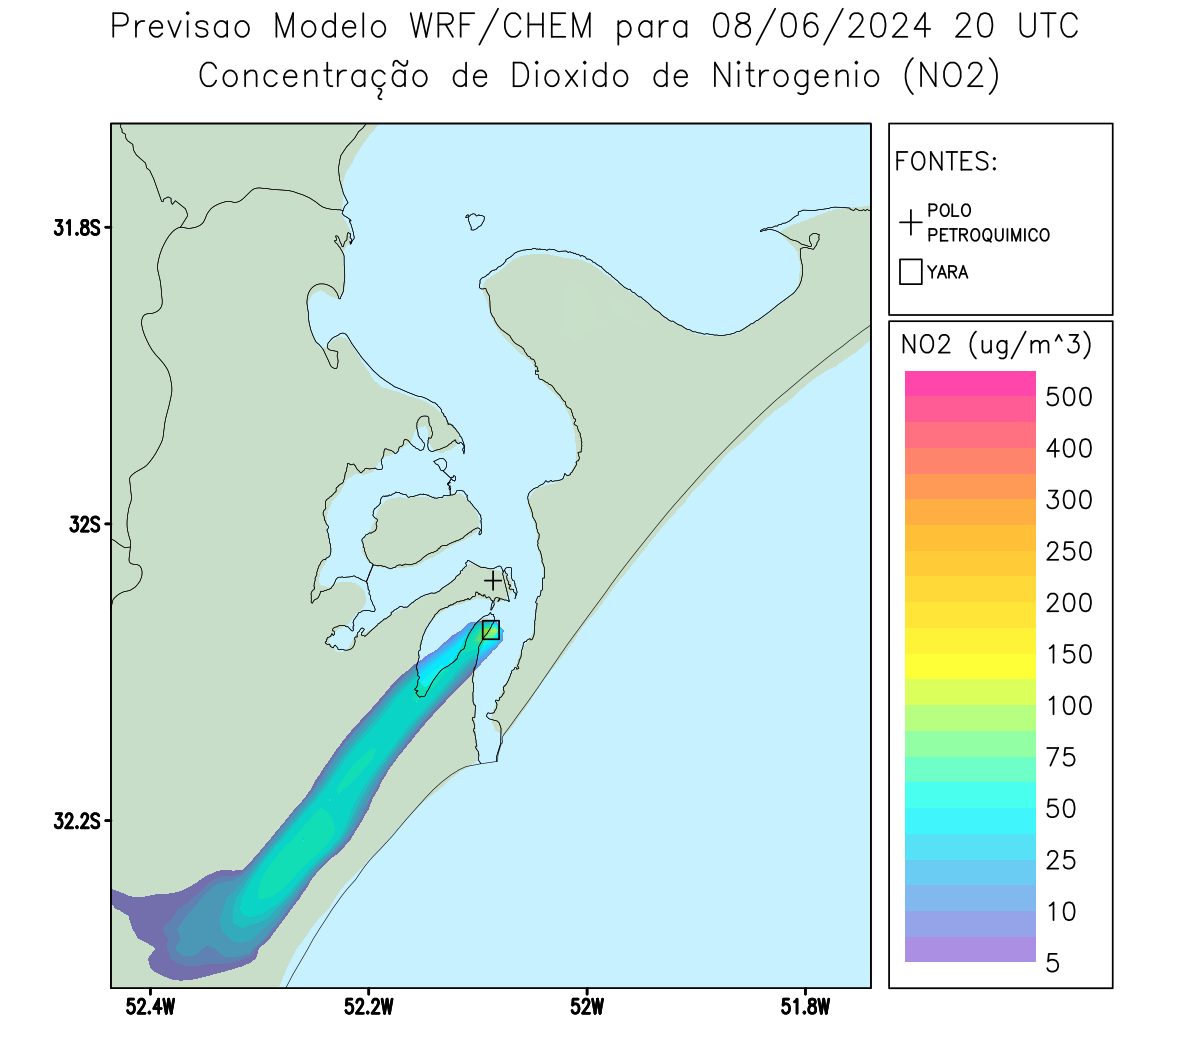 Previsao Modelo WRF/CHEM para 08/06/2024 20 UTC
Concentração de Dioxido de Nitrogenio (NO2)
FONTES:
POLO
PETROQUIMICO
YARA
NO2 (ug/m^3)
500
400
300
250
200
150
100
75
50
25
10
5
31.8S
32S
32.2S
52.4W
52.2W
52W
51.8W